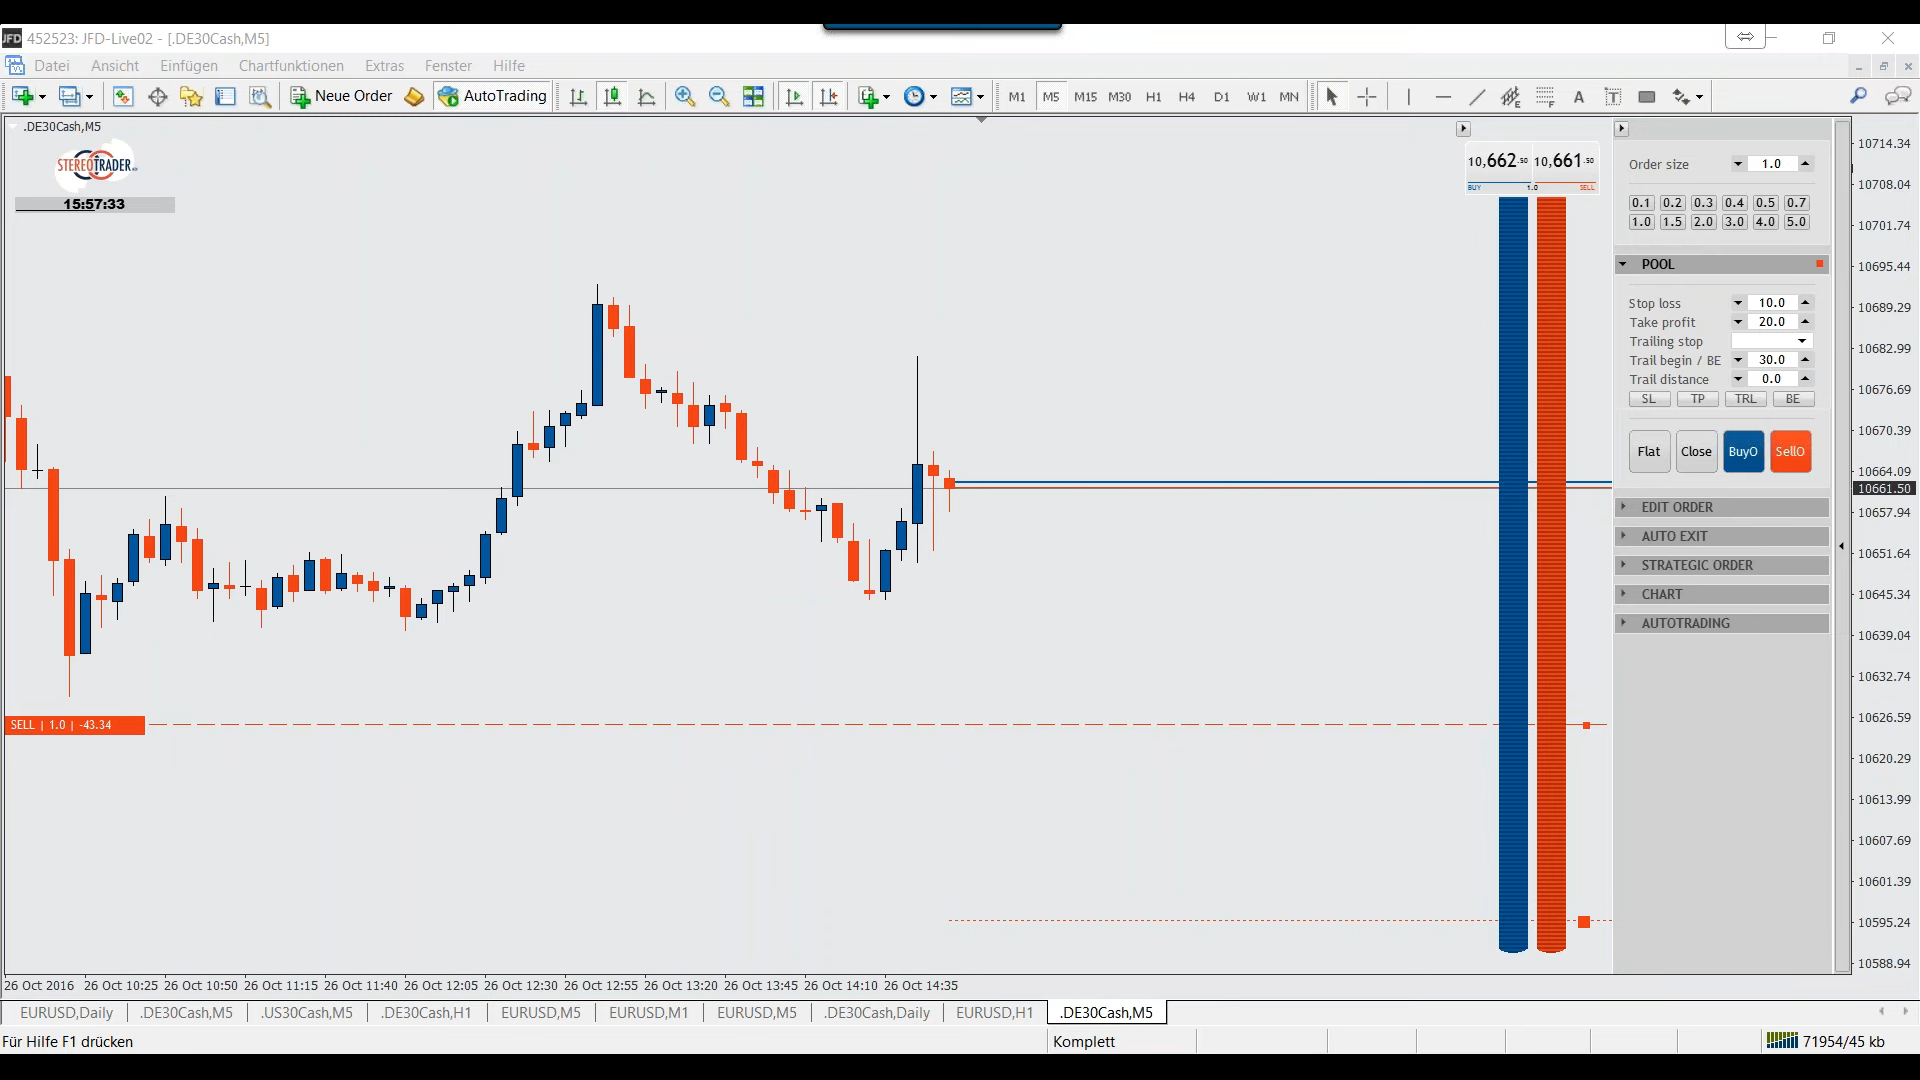 JFD 452523: JFD-Live02 - [.DE30Cash,M5]
Datei Ansicht Einfügen Chartfunktionen Extras Fenster Hilfe
Neue Order AutoTrading M1 M5 M15 M30 H1 H4 D1 W1 MN A T
.DE30Cash,M5
STEREOTRADER
15:57:33
10,662.50 10,661.50
BUY 1.0 SELL
Order size 1.0
0.1 0.2 0.3 0.4 0.5 0.7
1.0 1.5 2.0 3.0 4.0 5.0
POOL
Stop loss 10.0
Take profit 20.0
Trailing stop
Trail begin / BE 30.0
Trail distance 0.0
SL TP TRL BE
Flat Close BuyO SellO
EDIT ORDER
AUTO EXIT
STRATEGIC ORDER
CHART
AUTOTRADING
10714.34
10708.04
10701.74
10695.44
10689.29
10682.99
10676.69
10670.39
10664.09
10661.50
10657.94
10651.64
10645.34
10639.04
10632.74
10626.59
10620.29
10613.99
10607.69
10601.39
10595.24
10588.94
SELL | 1.0 | -43.34
26 Oct 2016 26 Oct 10:25 26 Oct 10:50 26 Oct 11:15 26 Oct 11:40 26 Oct 12:05 26 Oct 12:30 26 Oct 12:55 26 Oct 13:20 26 Oct 13:45 26 Oct 14:10 26 Oct 14:35
EURUSD,Daily .DE30Cash,M5 .US30Cash,M5 .DE30Cash,H1 EURUSD,M5 EURUSD,M1 EURUSD,M5 .DE30Cash,Daily EURUSD,H1 .DE30Cash,M5
Für Hilfe F1 drücken Komplett 71954/45 kb